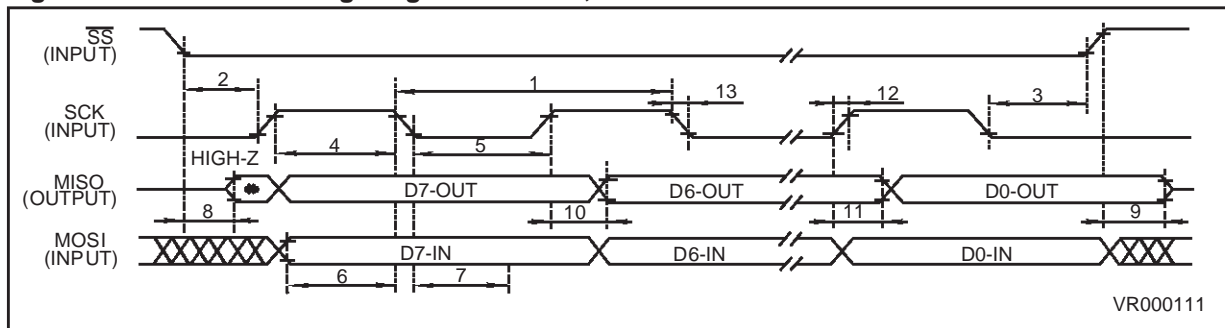 SS
(INPUT)
2
1
13
12
3
SCK
(INPUT)
4
5
HIGH-Z
MISO
(OUTPUT)
D7-OUT
D6-OUT
D0-OUT
8
10
11
9
MOSI
(INPUT)
D7-IN
D6-IN
D0-IN
6
7
VR000111